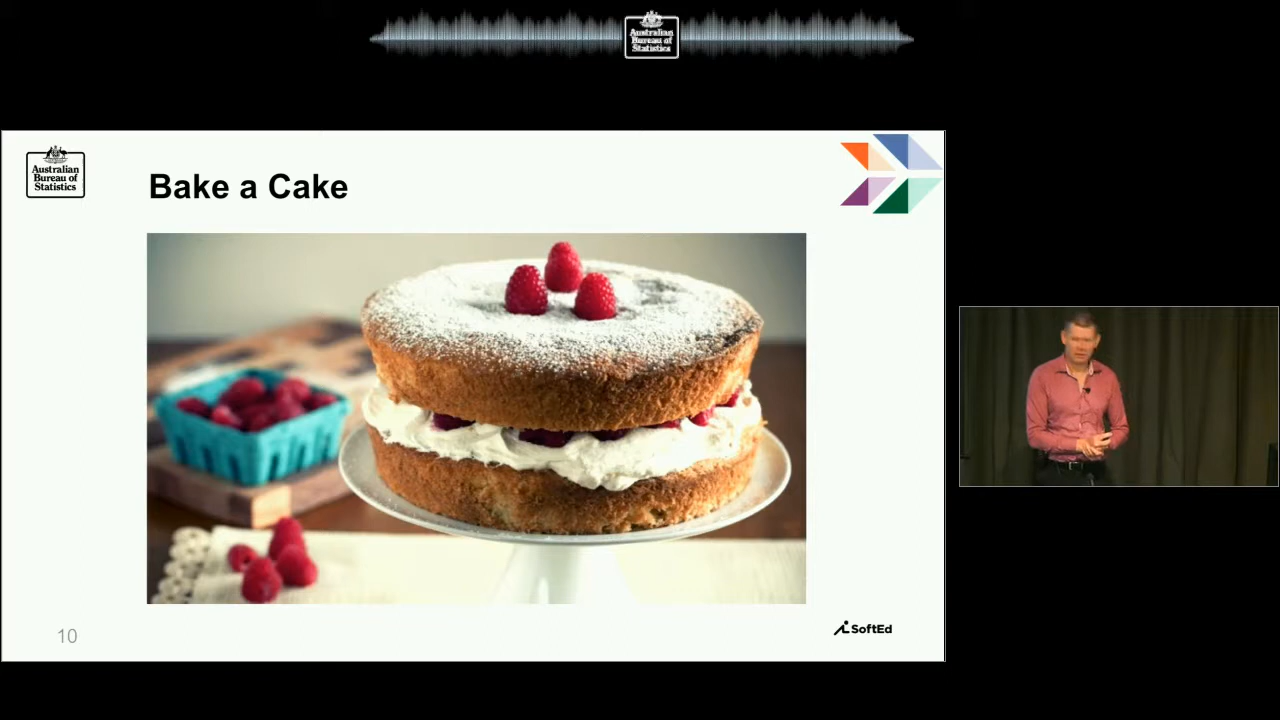 Australian
Bureau of
Statistics
Australian
Bureau of
Statistics
Bake a Cake
10
SoftEd